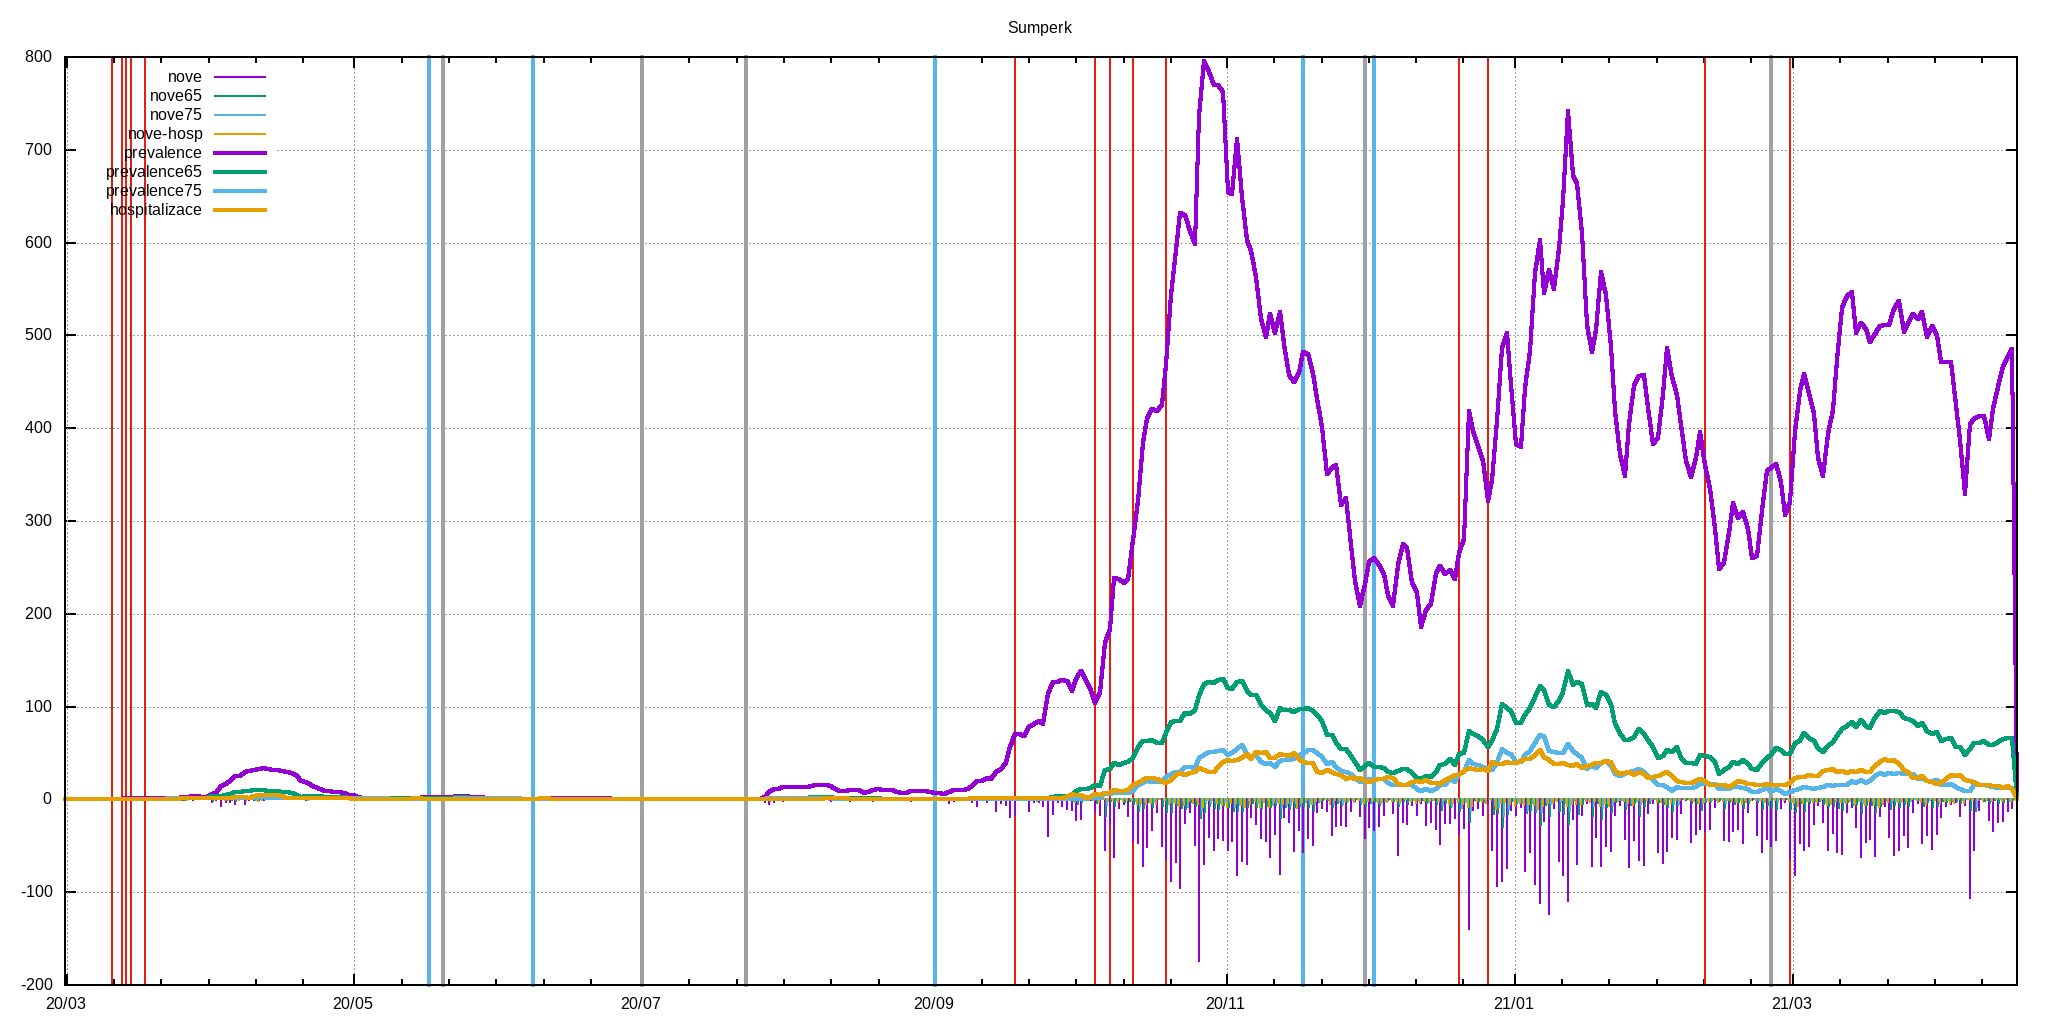 Sumperk
800
700
600
500
400
300
200
100
0
-100
-200
nove
nove65
nove75
nove-hosp
prevalence
prevalence65
prevalence75
hospitalizace
20/03 20/05 20/07 20/09 20/11 21/01 21/03